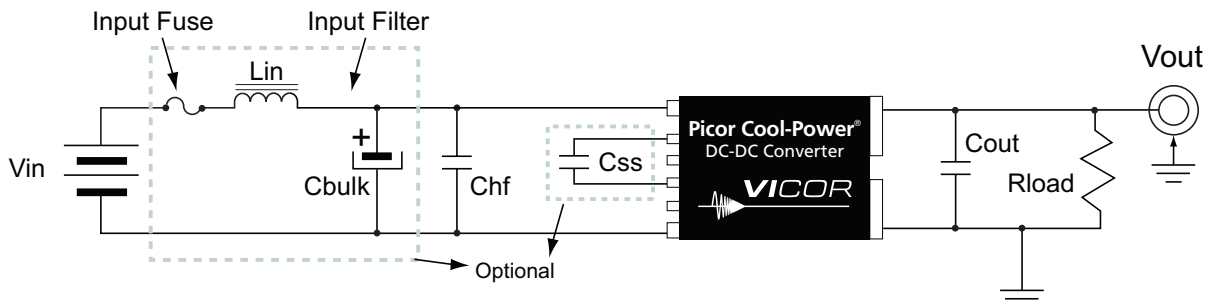 Input Fuse
Input Filter
Lin
Vin
+
Cbulk
Chf
Css
Optional
Picor Cool-Power®
DC-DC Converter
VICOR
Cout
Rload
Vout